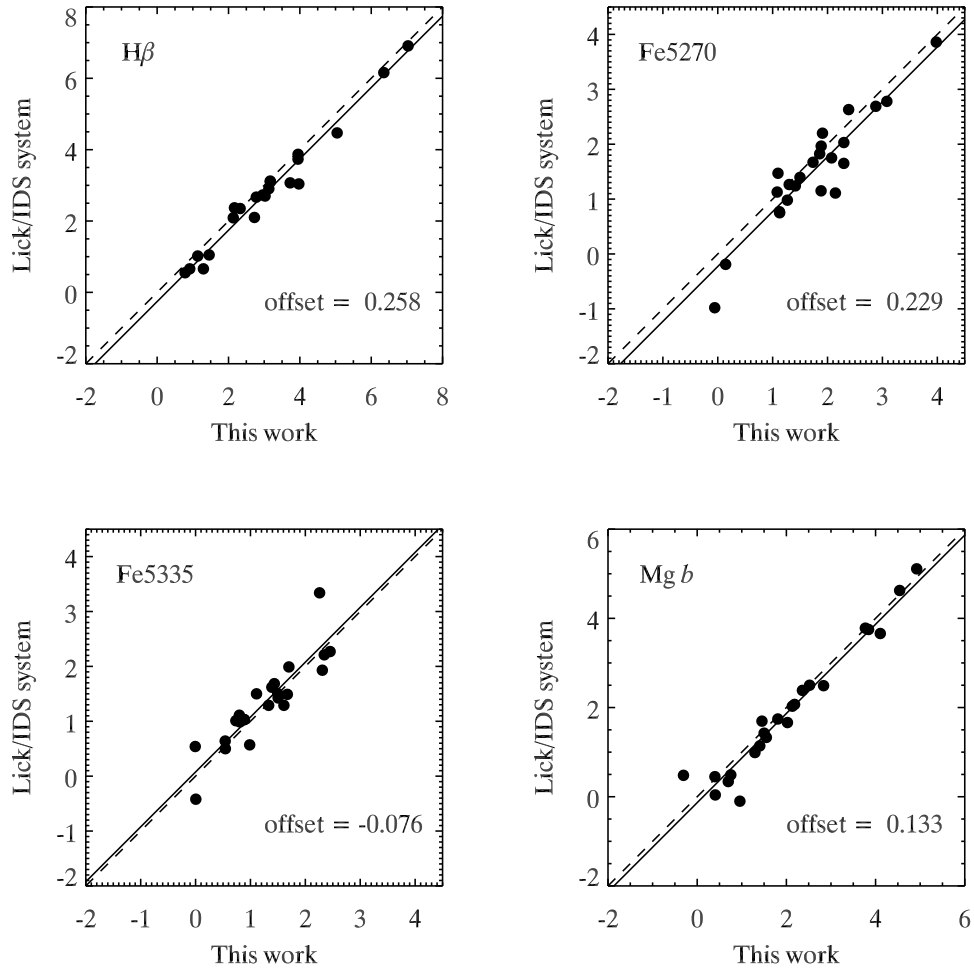 8
6
4
2
0
-2
Lick/IDS system
Hβ
offset = 0.258
-2 0 2 4 6 8
This work
4
3
2
1
0
-1
-2
Lick/IDS system
Fe5270
offset = 0.229
-2 -1 0 1 2 3 4
This work
4
3
2
1
0
-1
-2
Lick/IDS system
Fe5335
offset = -0.076
-2 -1 0 1 2 3 4
This work
6
4
2
0
-2
Lick/IDS system
Mg b
offset = 0.133
-2 0 2 4 6
This work